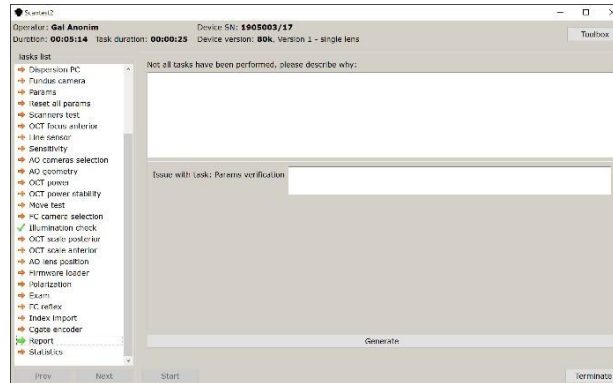 Scantest2
Operator: Gal Anonim
Device SN: 1905003/17
Duration: 00:05:14 Task duration: 00:00:25 Device version: 80k, Version 1 - single lens
Toolbox
Tasks list
Dispersion PC
Fundus camera
Params
Reset all params
Scanners test
OCT focus anterior
Line sensor
Sensitivity
AO cameras selection
AO geometry
OCT power
OCT power stability
Move test
FC camera selection
Illumination check
OCT scale posterior
OCT scale anterior
AO lens position
Firmware loader
Polarization
Exam
FC reflex
Index import
Cgate encoder
Report
Statistics
Not all tasks have been performed, please describe why:
Issue with task: Params verification
Generate
Prev
Next
Start
Terminate